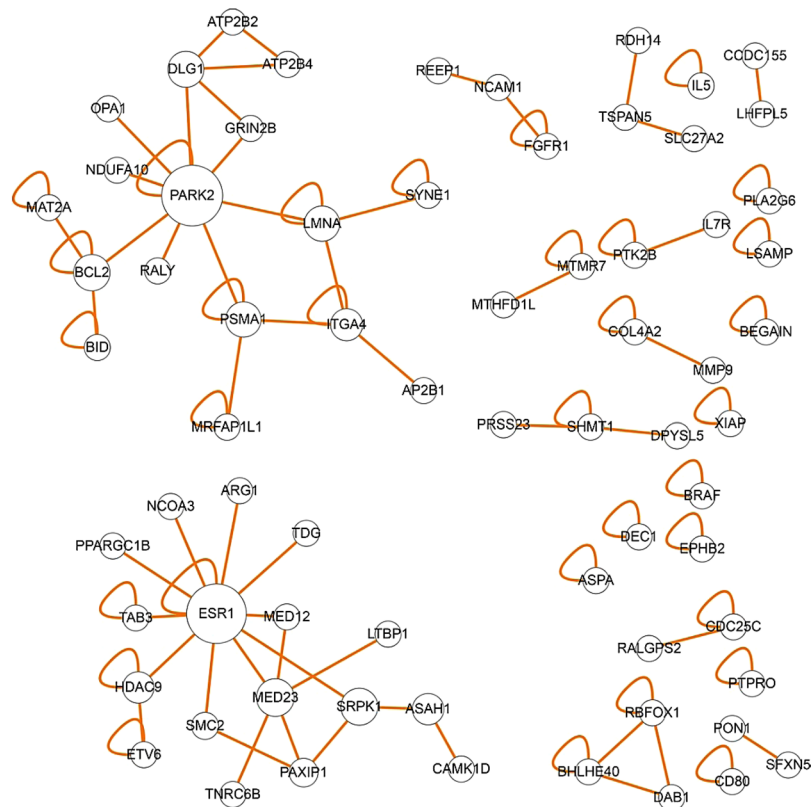 ATP2B2
DLG1
ATP2B4
OPA1
GRIN2B
NDUFA10
PARK2
MAT2A
SYNE1
LMNA
BCL2
RALY
PSMA1
ITGA4
BID
AP2B1
MRFAP1L1
REEP1
NCAM1
FGFR1
RDH14
IL5
CCDC155
TSPAN5
LHFPL5
SLC27A2
PLA2G6
IL7R
PTK2B
LSAMP
MTMR7
MTHFD1L
COL4A2
BEGAIN
MMP9
PRSS23
SHMT1
DPYSL5
XIAP
BRAF
DEC1
EPHB2
ASPA
CDC25C
RALGPS2
PTPRO
RBFOX1
PON1
BHLHE40
SFXN5
CD80
DAB1
ARG1
NCOA3
TDG
PPARGC1B
ESR1
TAB3
MED12
LTBP1
HDAC9
MED23
SRPK1
ASAH1
SMC2
ETV6
PAXIP1
CAMK1D
TNRC6B